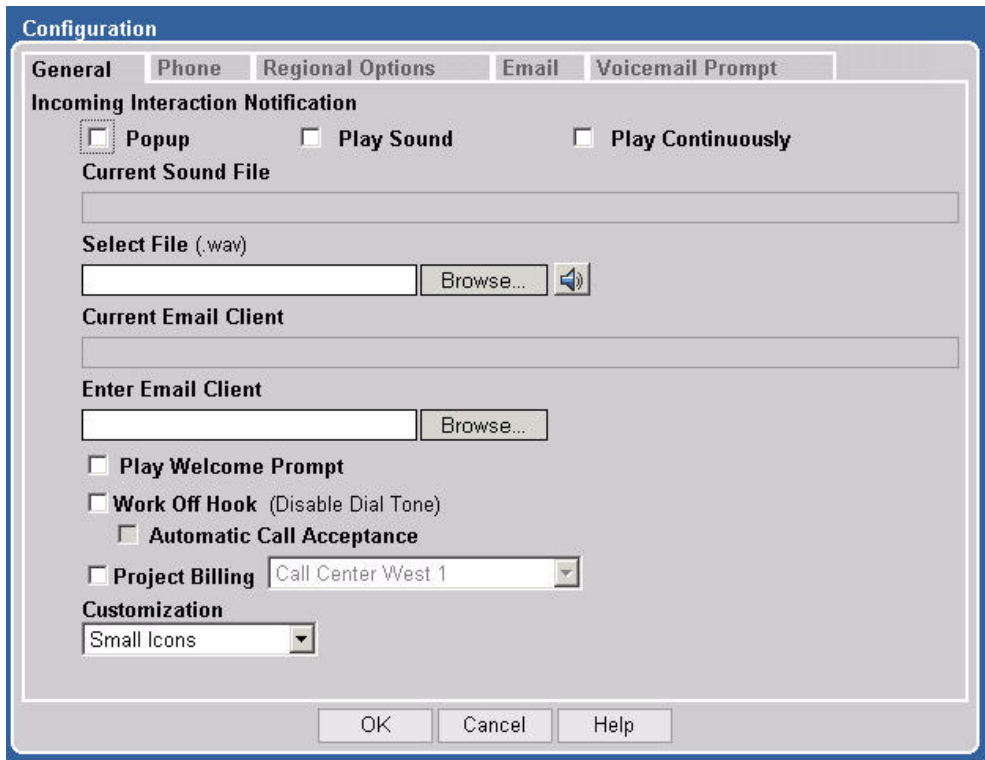 Configuration
General Phone Regional Options Email Voicemail Prompt
Incoming Interaction Notification
Popup Play Sound Play Continuously
Current Sound File
Select File (.wav)
Browse...
Current Email Client
Enter Email Client
Browse...
Play Welcome Prompt
Work Off Hook (Disable Dial Tone)
Automatic Call Acceptance
Project Billing Call Center West 1
Customization
Small Icons
OK Cancel Help